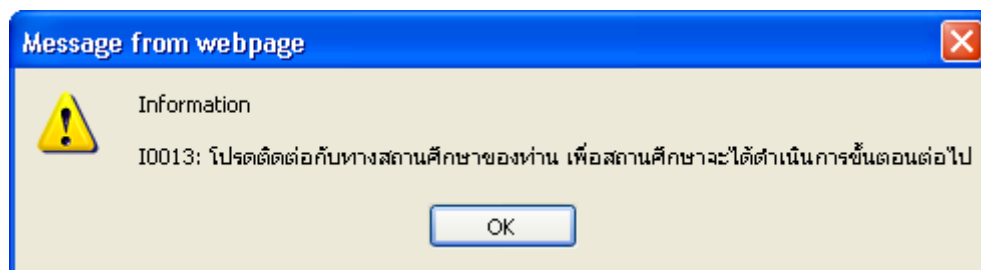 Message from webpage
Information
I0013: โปรดติดต่อกับทางสถานศึกษาของท่าน เพื่อสถานศึกษาจะได้ดำเนินการขั้นตอนต่อไป
OK